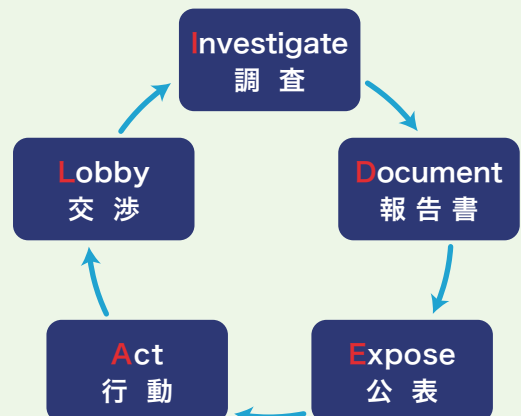 Investigate
調 査
Document
報 告 書
Expose
公 表
Act
行 動
Lobby
交 渉